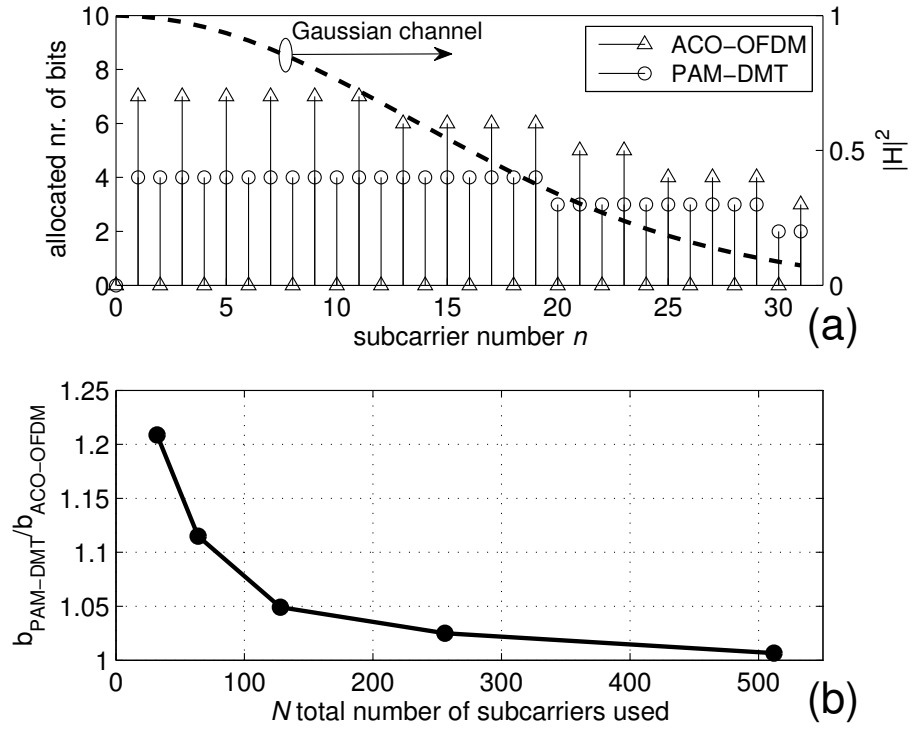 10
8
6
4
2
0
allocated nr. of bits
Gaussian channel
ACO−OFDM
PAM−DMT
1
0.5
0
|H|²
0 5 10 15 20 25 30
subcarrier number n
(a)
1.25
1.2
1.15
1.1
1.05
1
b_PAM−DMT/b_ACO−OFDM
0 100 200 300 400 500
N total number of subcarriers used
(b)